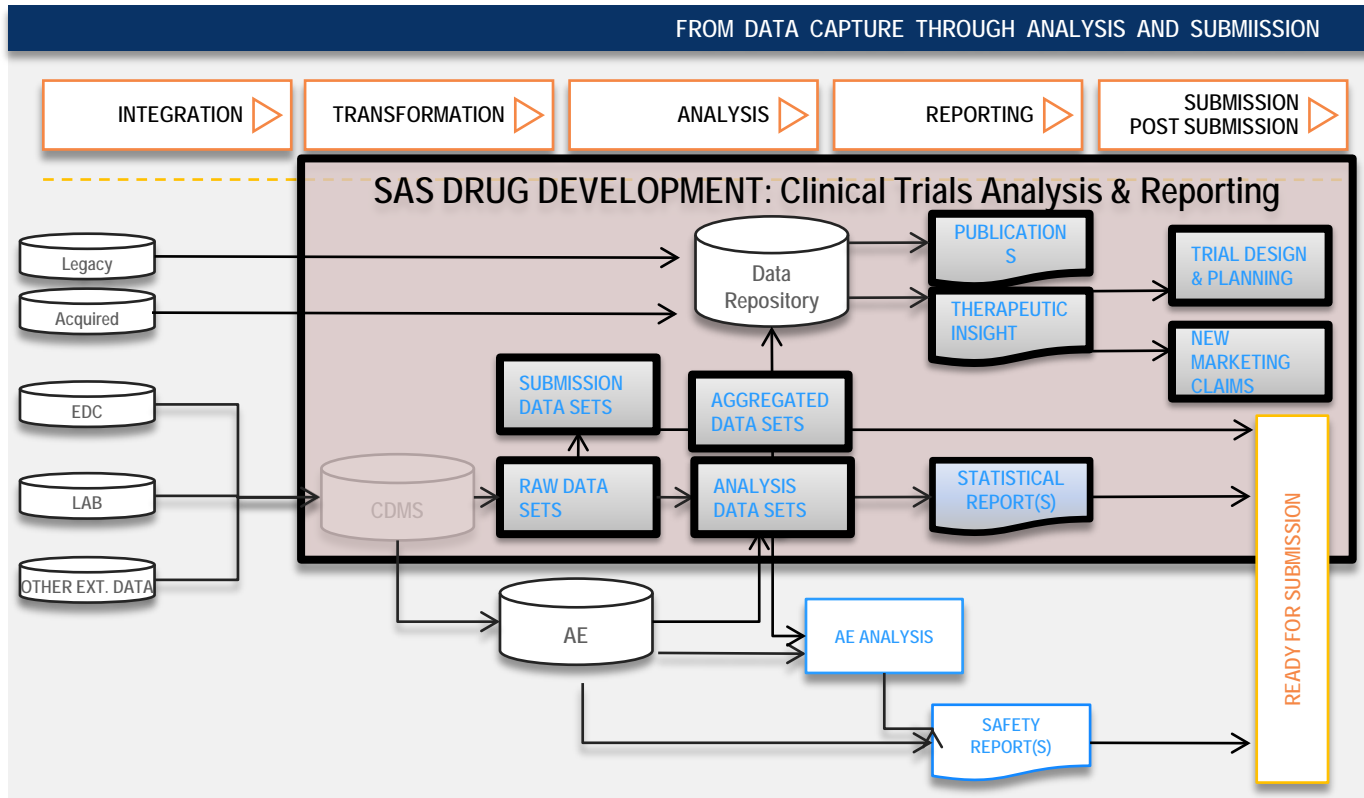 FROM DATA CAPTURE THROUGH ANALYSIS AND SUBMIISSION
INTEGRATION
TRANSFORMATION
ANALYSIS
REPORTING
SUBMISSION
POST SUBMISSION
SAS DRUG DEVELOPMENT: Clinical Trials Analysis & Reporting
Legacy
Acquired
EDC
LAB
OTHER EXT. DATA
Data
Repository
PUBLICATION
S
THERAPEUTIC
INSIGHT
TRIAL DESIGN
& PLANNING
NEW
MARKETING
CLAIMS
SUBMISSION
DATA SETS
AGGREGATED
DATA SETS
CDMS
RAW DATA
SETS
ANALYSIS
DATA SETS
STATISTICAL
REPORT(S)
AE
AE ANALYSIS
SAFETY
REPORT(S)
READY FOR SUBMISSION